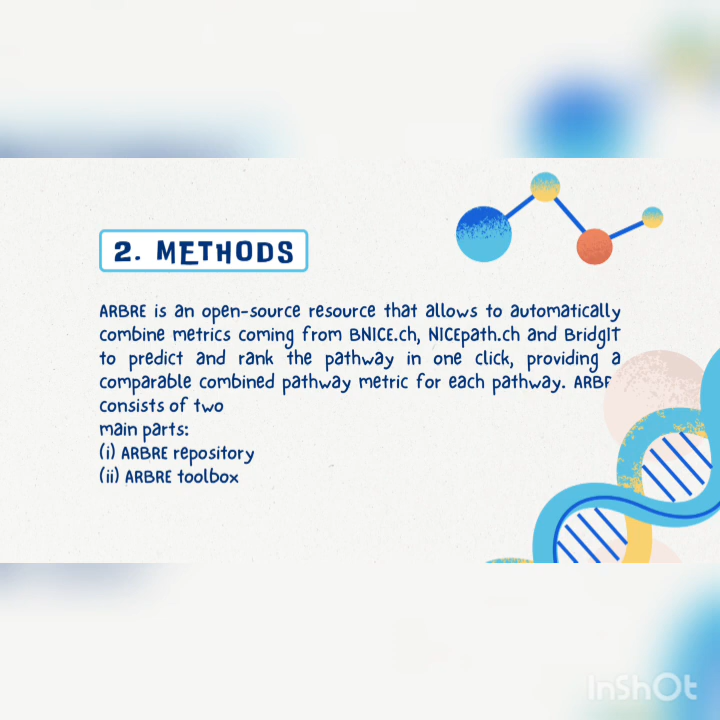 2. METHODS
ARBRE is an open-source resource that allows to automatically
combine metrics coming from BNICE.ch, NICEpath.ch and BridgIT
to predict and rank the pathway in one click, providing a
comparable combined pathway metric for each pathway. ARBRE
consists of two
main parts:
(i) ARBRE repository
(ii) ARBRE toolbox
InShOt